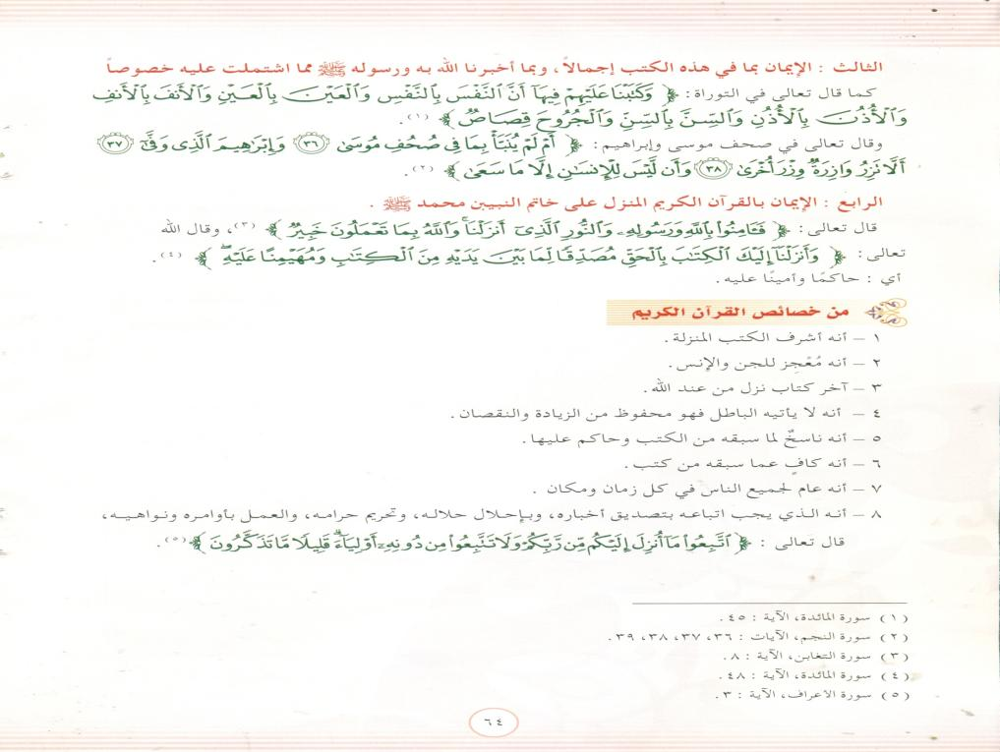 الثالث : الإيمان بما في هذه الكتب إجمالاً، وبما أخبرنا الله به ورسوله ﷺ مما اشتملت عليه خصوصاً
كما قال تعالى في التوراة: ﴿ وَكَتَبْنَا عَلَيْهِمْ فِيهَآ أَنَّ ٱلنَّفْسَ بِٱلنَّفْسِ وَٱلْعَيْنَ بِٱلْعَيْنِ وَٱلْأَنفَ بِٱلْأَنفِ
وَٱلْأُذُنَ بِٱلْأُذُنِ وَٱلسِّنَّ بِٱلسِّنِّ وَٱلْجُرُوحَ قِصَاصٌ ﴾ (١).
وقال تعالى في صحف موسى وإبراهيم: ﴿ أَمْ لَمْ يُنَبَّأْ بِمَا فِى صُحُفِ مُوسَىٰ ٣٦ وَإِبْرَٰهِيمَ ٱلَّذِى وَفَّىٰٓ ٣٧
أَلَّا تَزِرُ وَازِرَةٌ وِزْرَ أُخْرَىٰ ٣٨ وَأَن لَّيْسَ لِلْإِنسَٰنِ إِلَّا مَا سَعَىٰ ﴾ (٢).
الرابع : الإيمان بالقرآن الكريم المنزل على خاتم النبيين محمد ﷺ .
قال تعالى: ﴿ فَـَٔامِنُوا۟ بِٱللَّهِ وَرَسُولِهِۦ وَٱلنُّورِ ٱلَّذِىٓ أَنزَلْنَا ۚ وَٱللَّهُ بِمَا تَعْمَلُونَ خَبِيرٌ ﴾ (٣)، وقال الله
تعالى: ﴿ وَأَنزَلْنَآ إِلَيْكَ ٱلْكِتَٰبَ بِٱلْحَقِّ مُصَدِّقًا لِّمَا بَيْنَ يَدَيْهِ مِنَ ٱلْكِتَٰبِ وَمُهَيْمِنًا عَلَيْهِ ۖ ﴾ (٤).
أي : حاكمًا وأمينًا عليه.
من خصائص القرآن الكريم
١ – أنه أشرف الكتب المنزلة.
٢ – أنه مُعْجِز للجن والإنس.
٣ – آخر كتاب نزل من عند الله.
٤ – أنه لا يأتيه الباطل فهو محفوظ من الزيادة والنقصان.
٥ – أنه ناسخٌ لما سبقه من الكتب وحاكم عليها.
٦ – أنه كافٍ عما سبقه من كتب.
٧ – أنه عام لجميع الناس في كل زمان ومكان .
٨ – أنه الذي يجب اتباعه بتصديق أخباره، وبإحلال حلاله، وتحريم حرامه، والعمل بأوامره ونواهيه،
قال تعالى : ﴿ ٱتَّبِعُوا۟ مَآ أُنزِلَ إِلَيْكُم مِّن رَّبِّكُمْ وَلَا تَتَّبِعُوا۟ مِن دُونِهِۦٓ أَوْلِيَآءَ ۗ قَلِيلًا مَّا تَذَكَّرُونَ ﴾ (٥).
(١) سورة المائدة، الآية : ٤٥ .
(٢) سورة النجم، الآيات : ٣٦، ٣٧، ٣٨، ٣٩.
(٣) سورة التغابن، الآية : ٨.
(٤) سورة المائدة، الآية : ٤٨.
(٥) سورة الأعراف، الآية : ٣.
٦٤